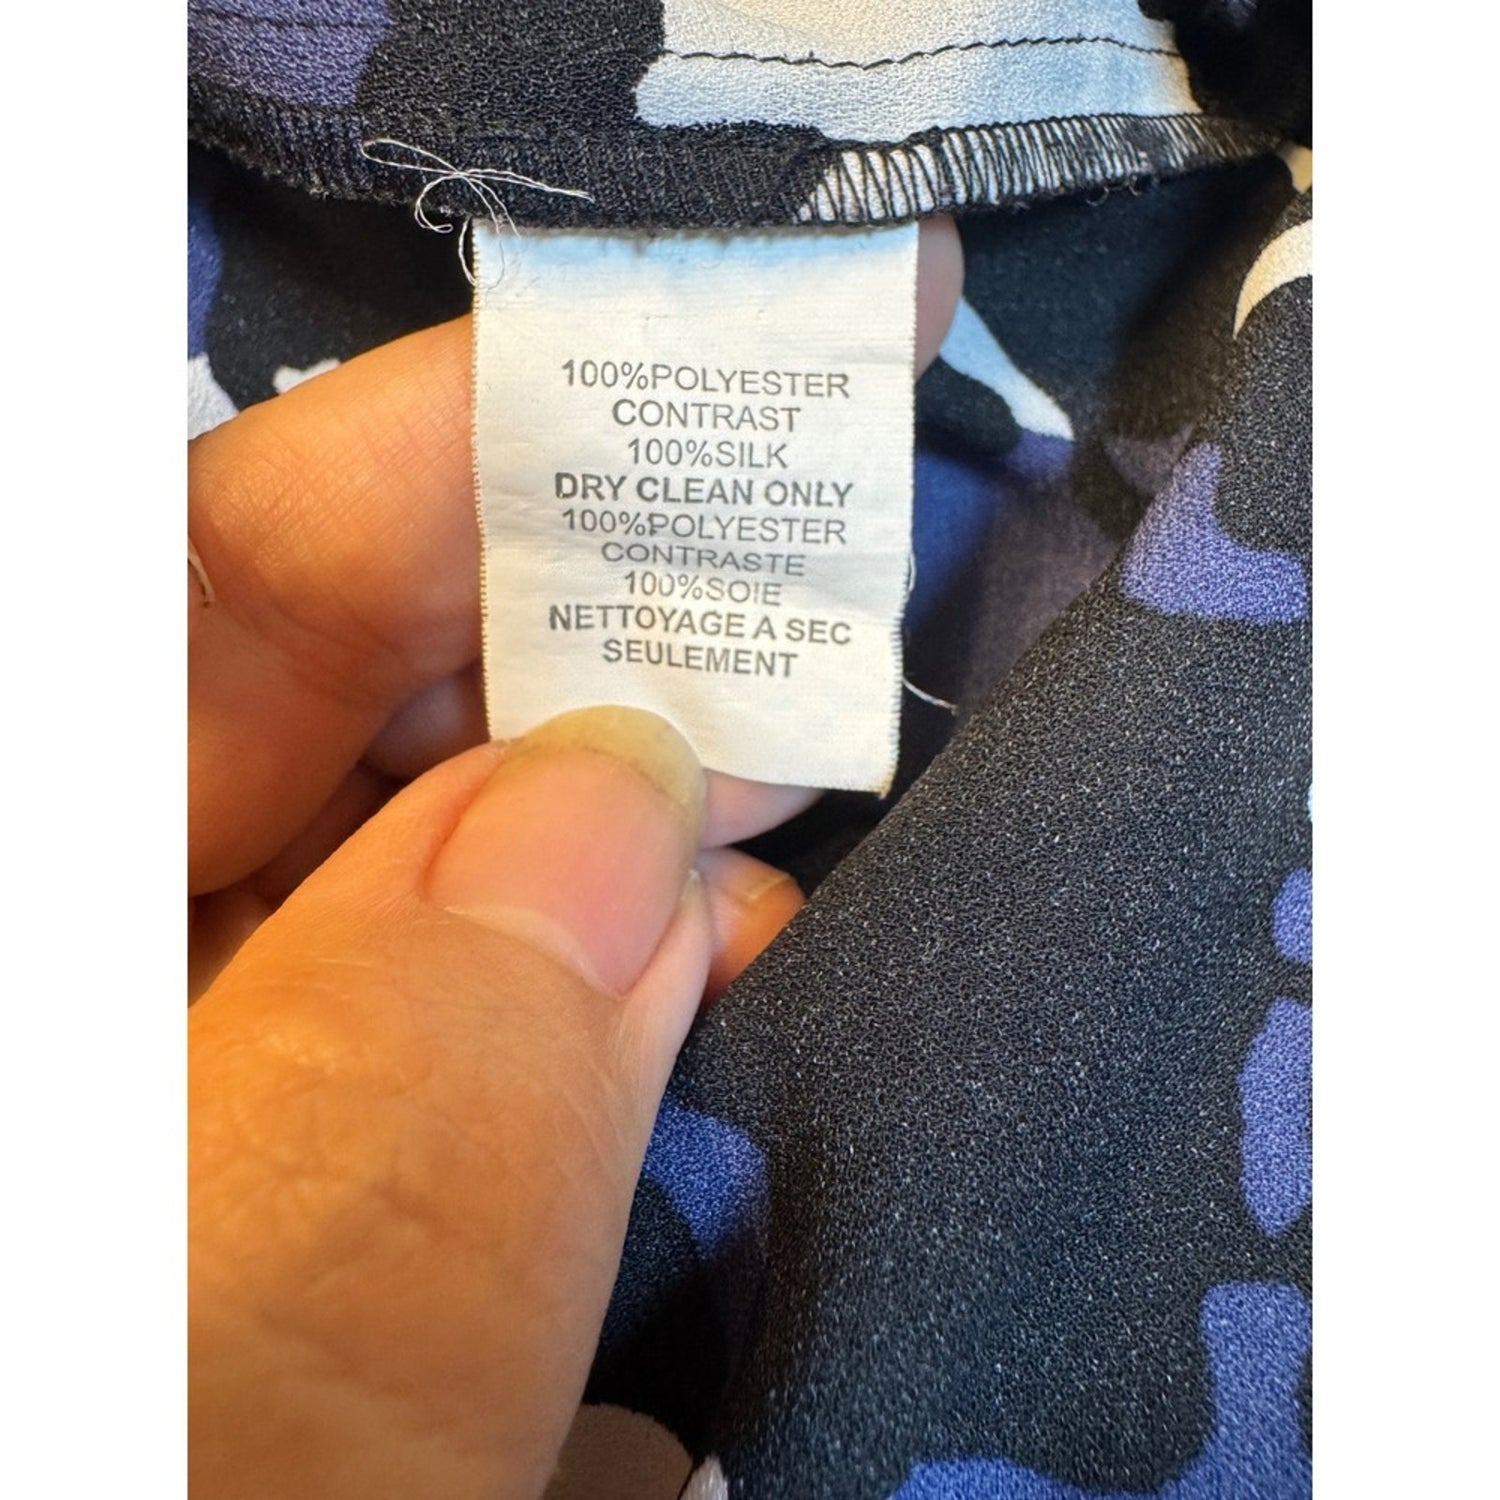 100%POLYESTER
CONTRAST
100%SILK
DRY CLEAN ONLY
100%POLYESTER
CONTRASTE
100%SOIE
NETTOYAGE A SEC
SEULEMENT